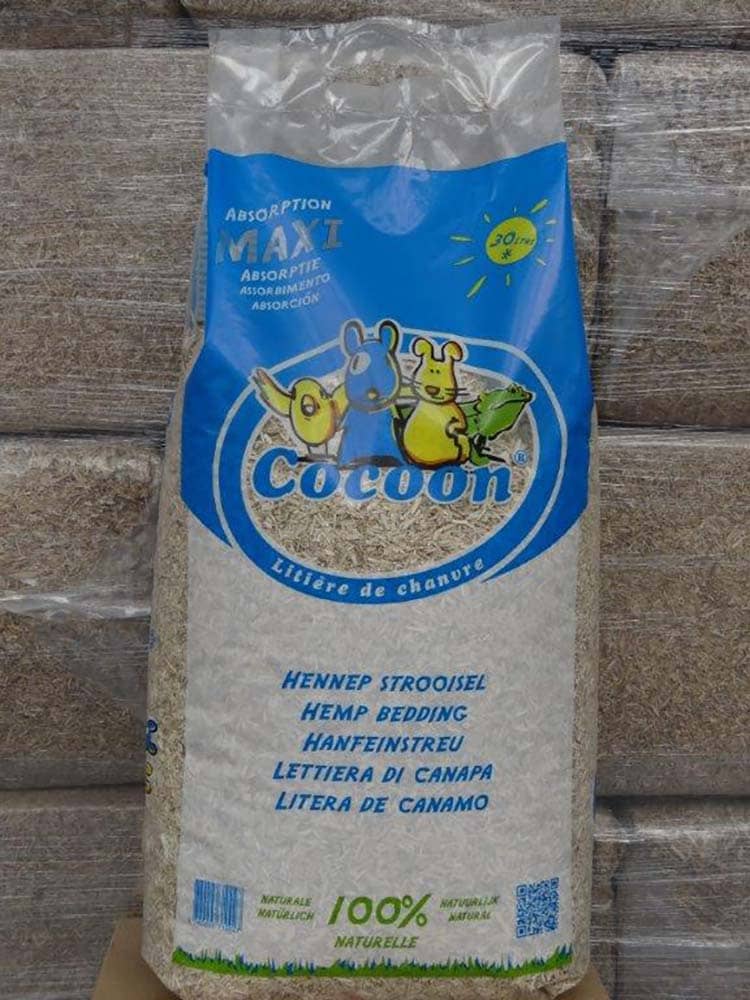 ABSORPTION
MAXI
ABSORPTIE
ASSORBIMENTO
ABSORCIÓN
30 Litres
*
Cocoon®
Litière de chanvre
HENNEP STROOISEL
HEMP BEDDING
HANFEINSTREU
LETTIERA DI CANAPA
LITERA DE CANAMO
NATURALE
NATÜRLICH
100%
NATURELLE
NATUURLIJK
NATURAL